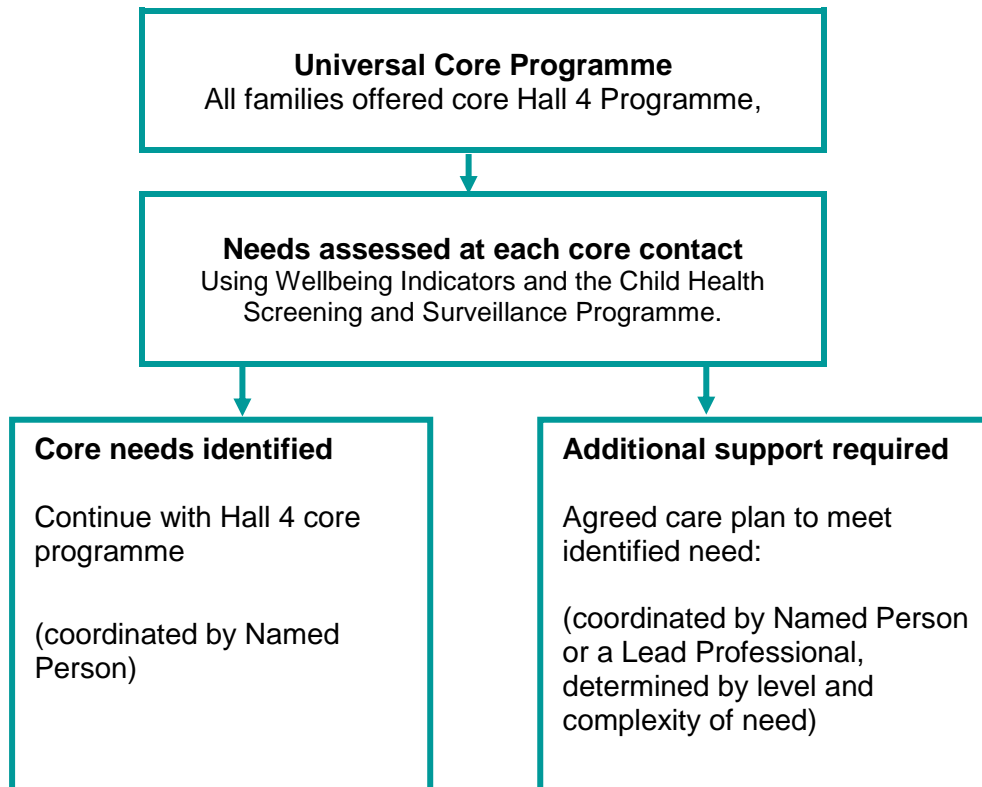 Universal Core Programme
All families offered core Hall 4 Programme,
Needs assessed at each core contact
Using Wellbeing Indicators and the Child Health
Screening and Surveillance Programme.
Core needs identified
Continue with Hall 4 core
programme
(coordinated by Named
Person)
Additional support required
Agreed care plan to meet
identified need:
(coordinated by Named Person
or a Lead Professional,
determined by level and
complexity of need)